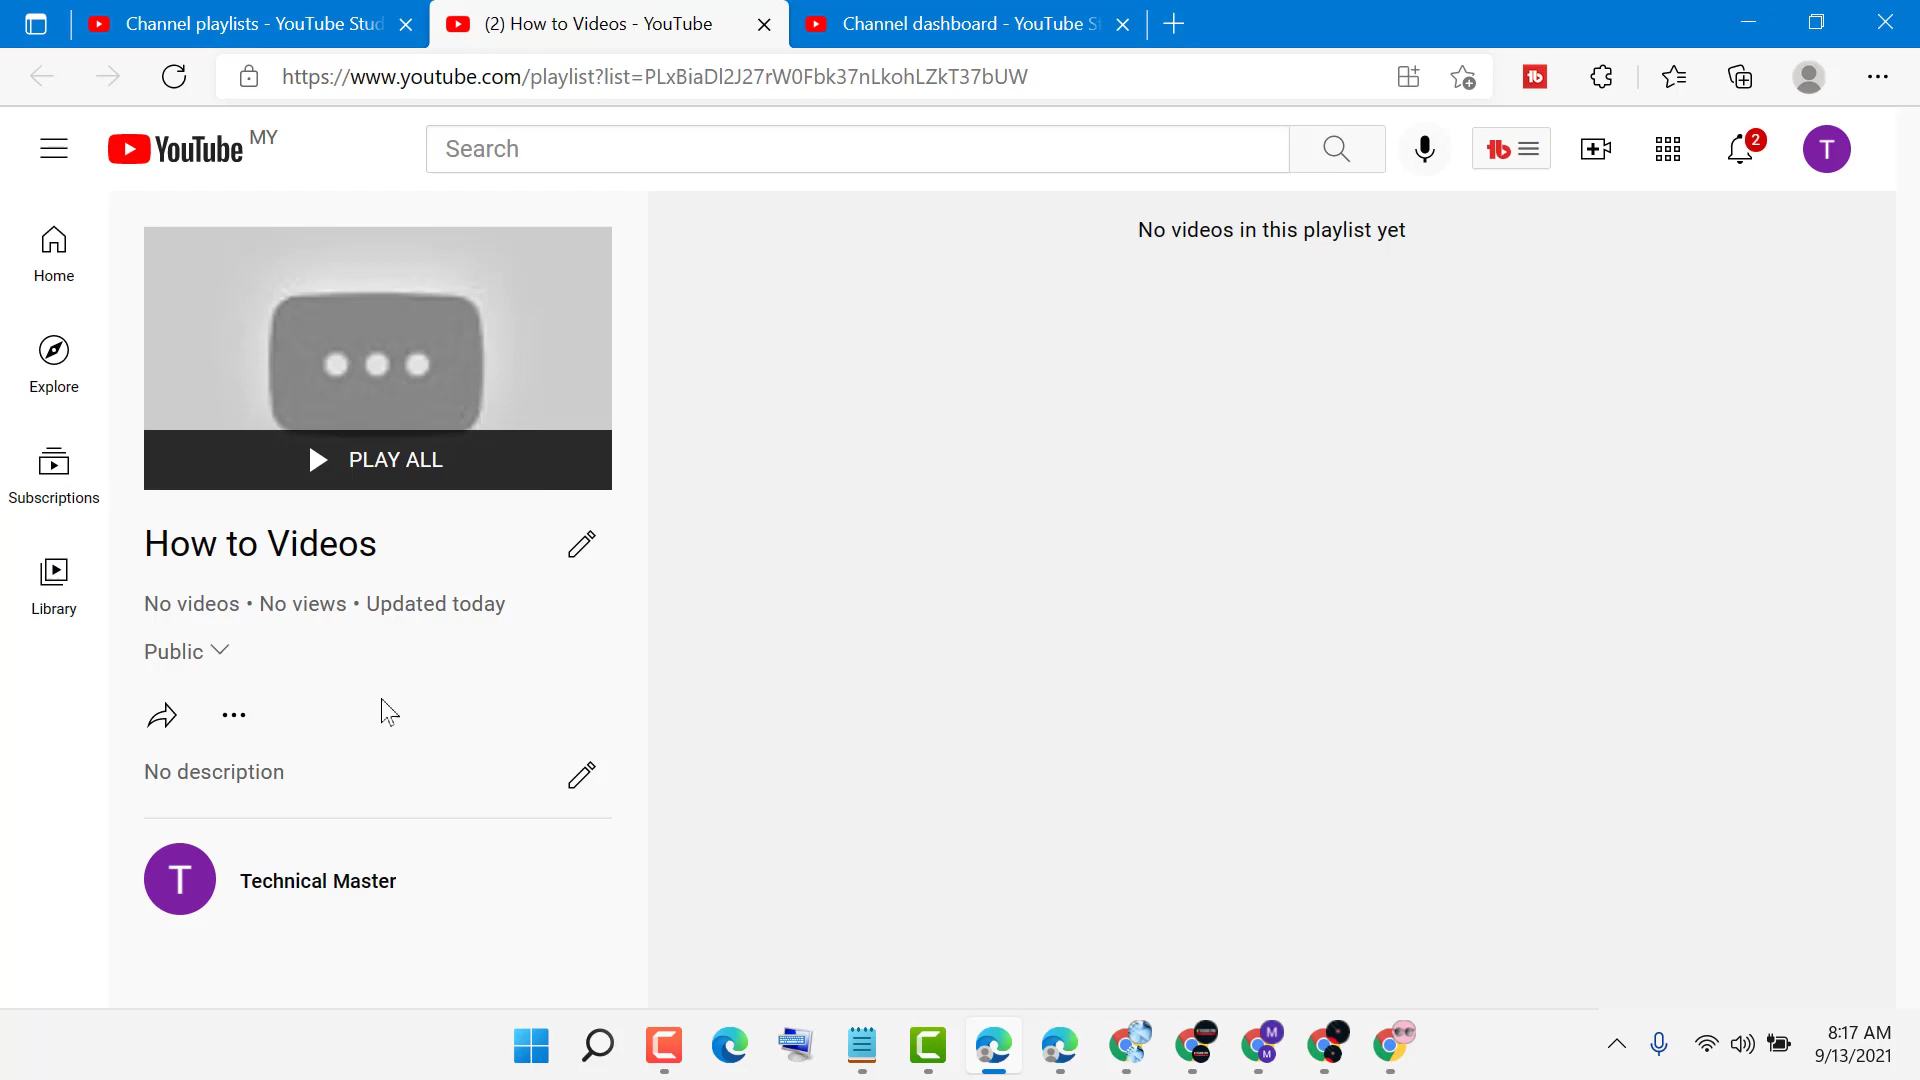 Channel playlists - YouTube Stud
(2) How to Videos - YouTube
Channel dashboard - YouTube St
https://www.youtube.com/playlist?list=PLxBiaDl2J27rW0Fbk37nLkohLZkT37bUW
YouTube MY
Search
2
T
Home
Explore
Subscriptions
Library
PLAY ALL
How to Videos
No videos • No views • Updated today
Public
No description
T
Technical Master
No videos in this playlist yet
M
M
8:17 AM
9/13/2021